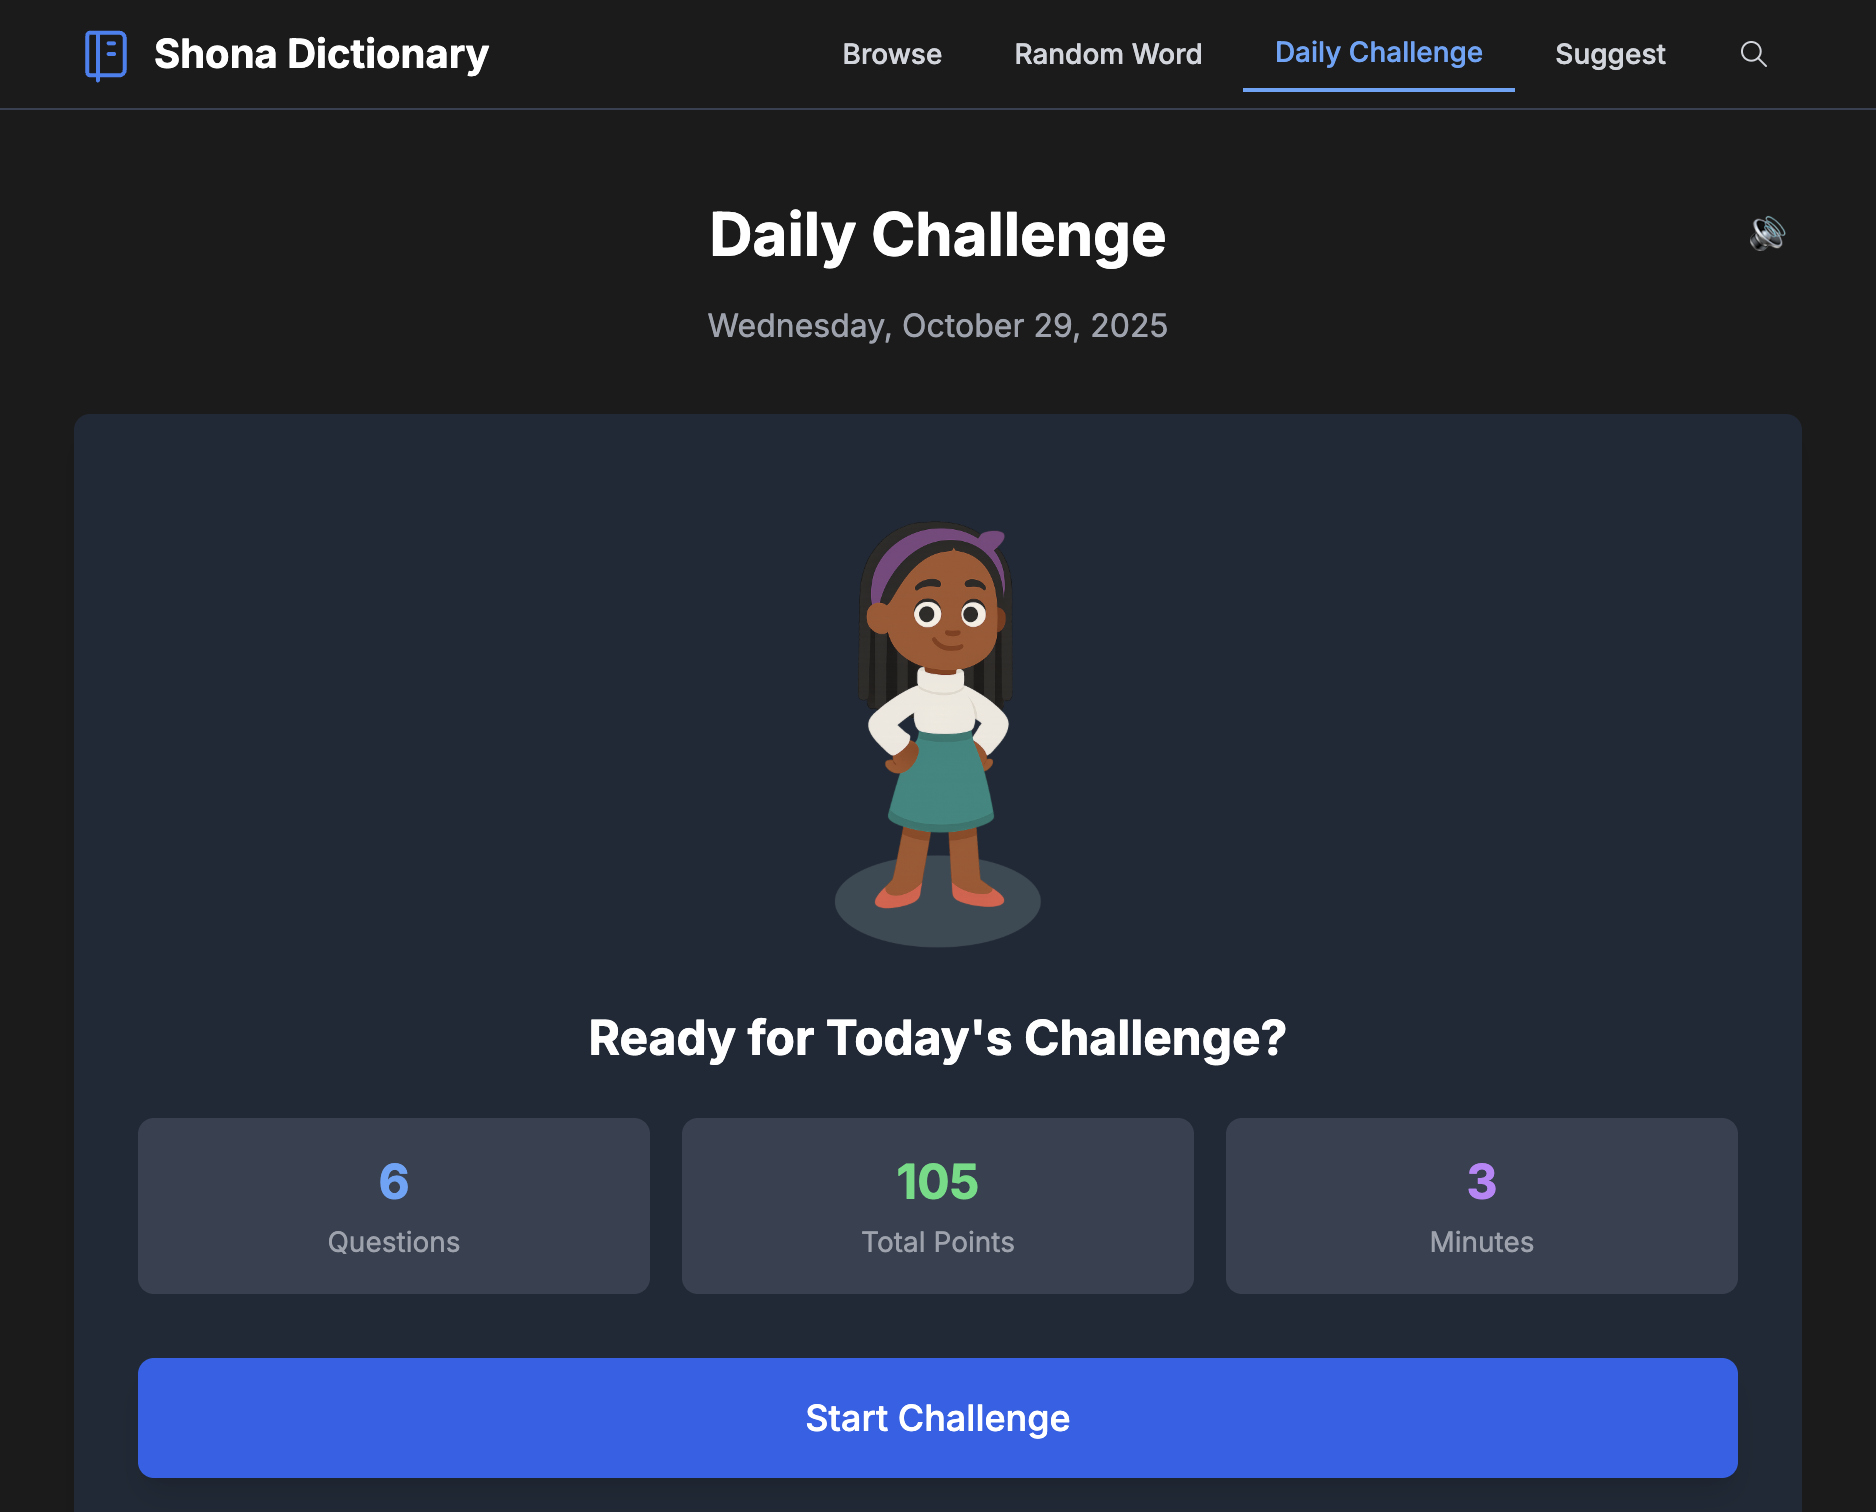 Shona Dictionary
Browse
Random Word
Daily Challenge
Suggest
Daily Challenge
Wednesday, October 29, 2025
Ready for Today's Challenge?
6
Questions
105
Total Points
3
Minutes
Start Challenge